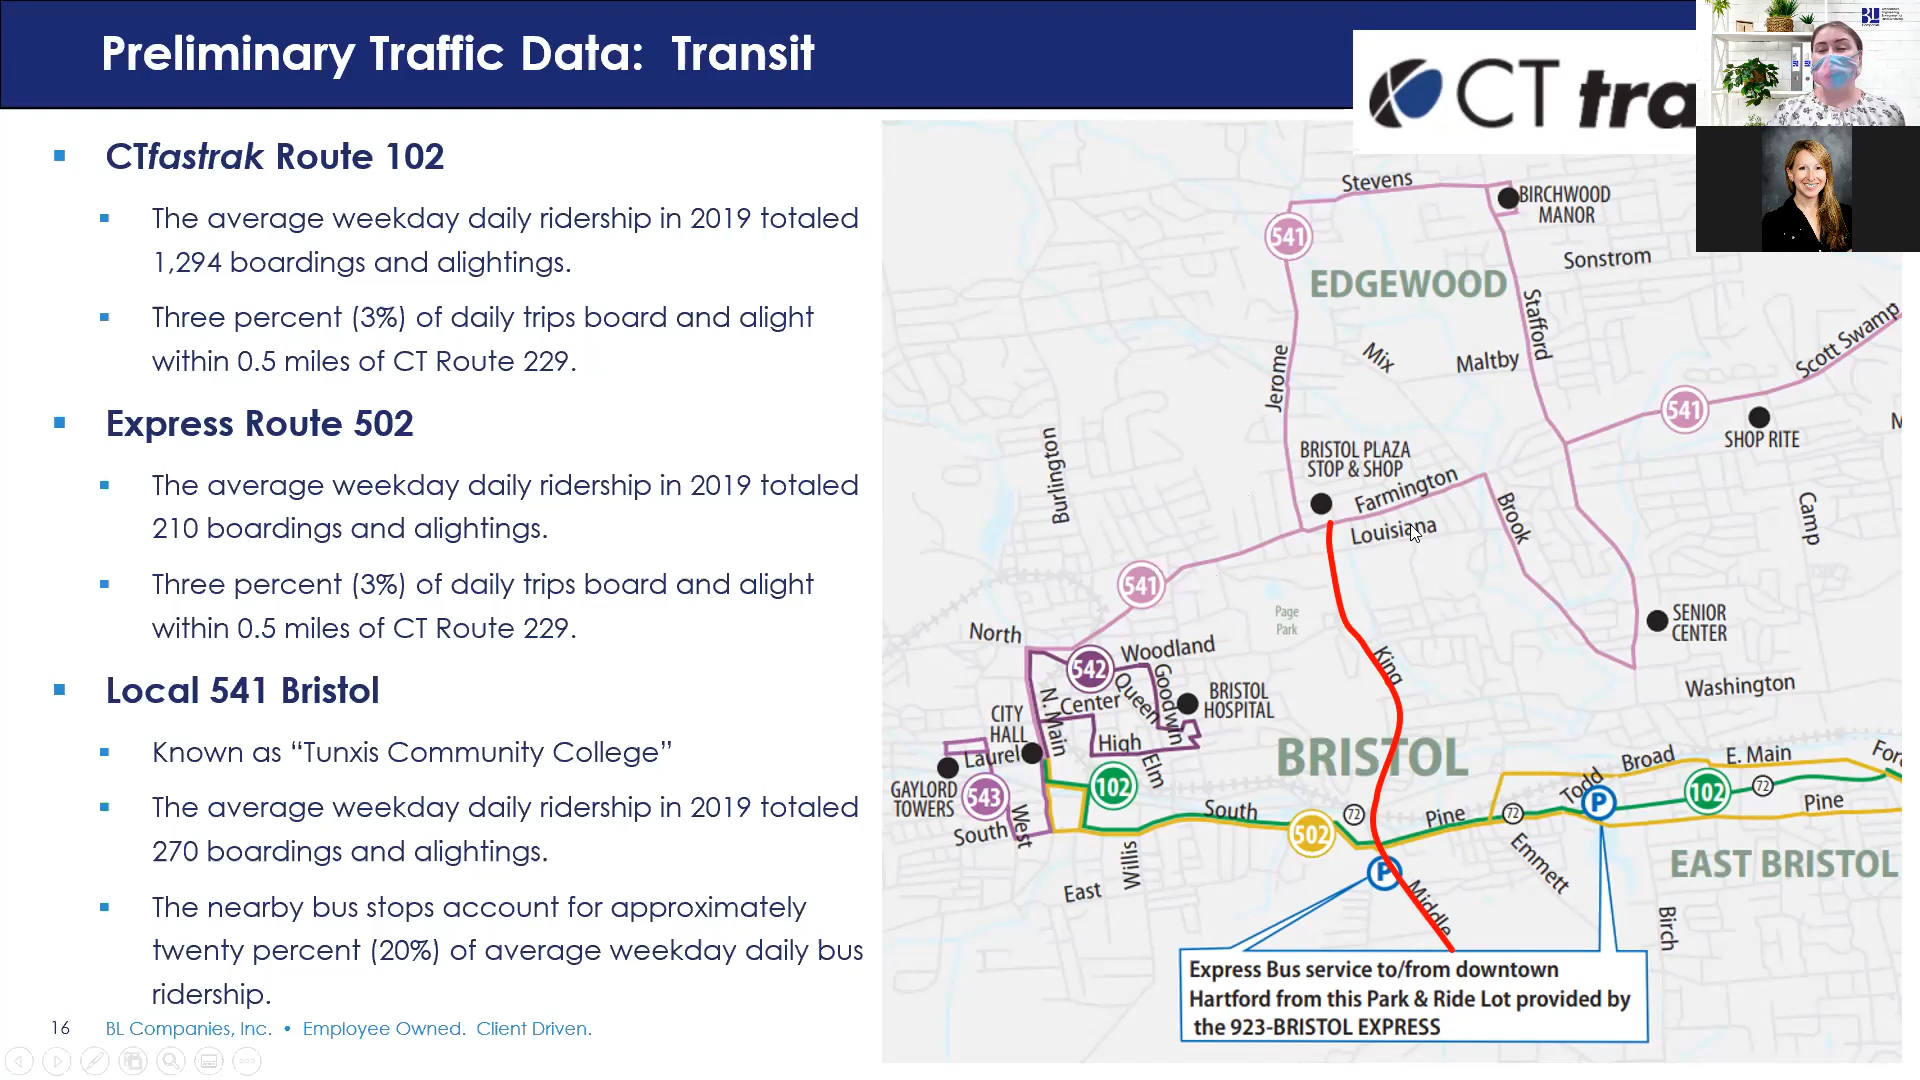 Preliminary Traffic Data:  Transit
CT tra
CTfastrak Route 102
The average weekday daily ridership in 2019 totaled
1,294 boardings and alightings.
Three percent (3%) of daily trips board and alight
within 0.5 miles of CT Route 229.
Express Route 502
The average weekday daily ridership in 2019 totaled
210 boardings and alightings.
Three percent (3%) of daily trips board and alight
within 0.5 miles of CT Route 229.
Local 541 Bristol
Known as “Tunxis Community College”
The average weekday daily ridership in 2019 totaled
270 boardings and alightings.
The nearby bus stops account for approximately
twenty percent (20%) of average weekday daily bus
ridership.
16
BL Companies, Inc.  •  Employee Owned.  Client Driven.
Stevens
BIRCHWOOD
MANOR
541
Sonstrom
EDGEWOOD
Stafford
Scott Swamp
Mix
Maltby
Jerome
541
SHOP RITE
M
Burlington
BRISTOL PLAZA
STOP & SHOP
Farmington
Louisiana
Brook
Camp
541
Page
Park
SENIOR
CENTER
North
542
Woodland
King
Queen
Goodwin
Washington
N. Main
Center
BRISTOL
HOSPITAL
CITY
HALL
Laurel
High
Elm
BRISTOL
Broad
E. Main
For
GAYLORD
TOWERS
543
102
Todd
P
102
72
Pine
South
West
South
502
72
Pine
72
Emmett
EAST BRISTOL
East
Willis
P
Middle
Birch
Express Bus service to/from downtown
Hartford from this Park & Ride Lot provided by
the 923-BRISTOL EXPRESS